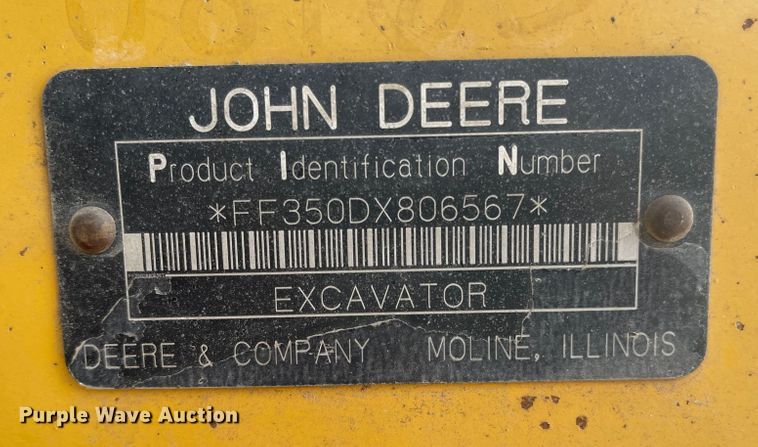 JOHN DEERE
Product Identification Number
*FF350DX806567*
EXCAVATOR
DEERE & COMPANY MOLINE, ILLINOIS
Purple Wave Auction